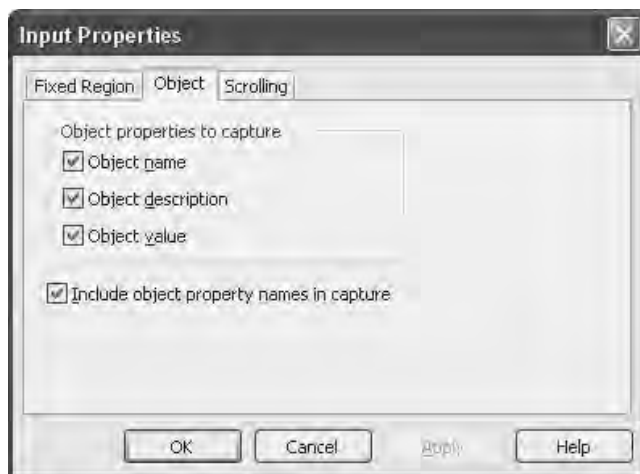 Input Properties
Fixed Region Object Scrolling
Object properties to capture
Object name
Object description
Object value
Include object property names in capture
OK Cancel Apply Help